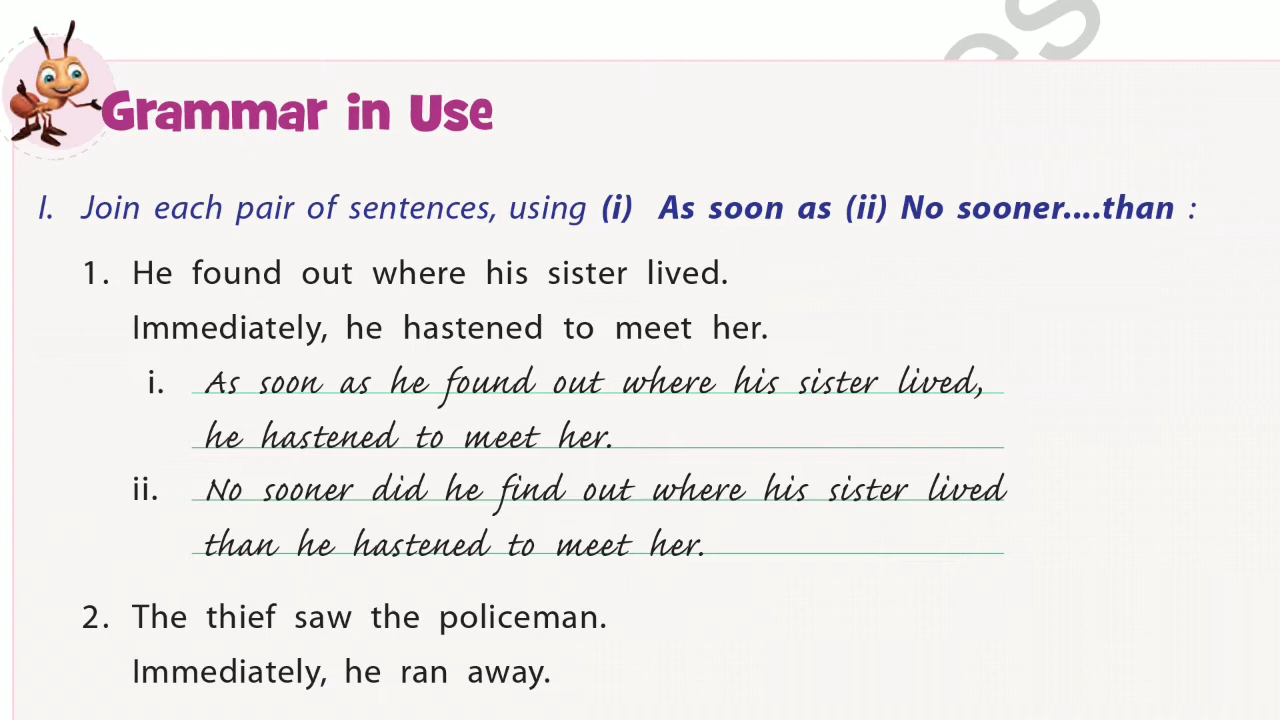 Grammar in Use
I. Join each pair of sentences, using (i) As soon as (ii) No sooner....than :
1. He found out where his sister lived.
Immediately, he hastened to meet her.
i. As soon as he found out where his sister lived,
he hastened to meet her.
ii. No sooner did he find out where his sister lived
than he hastened to meet her.
2. The thief saw the policeman.
Immediately, he ran away.